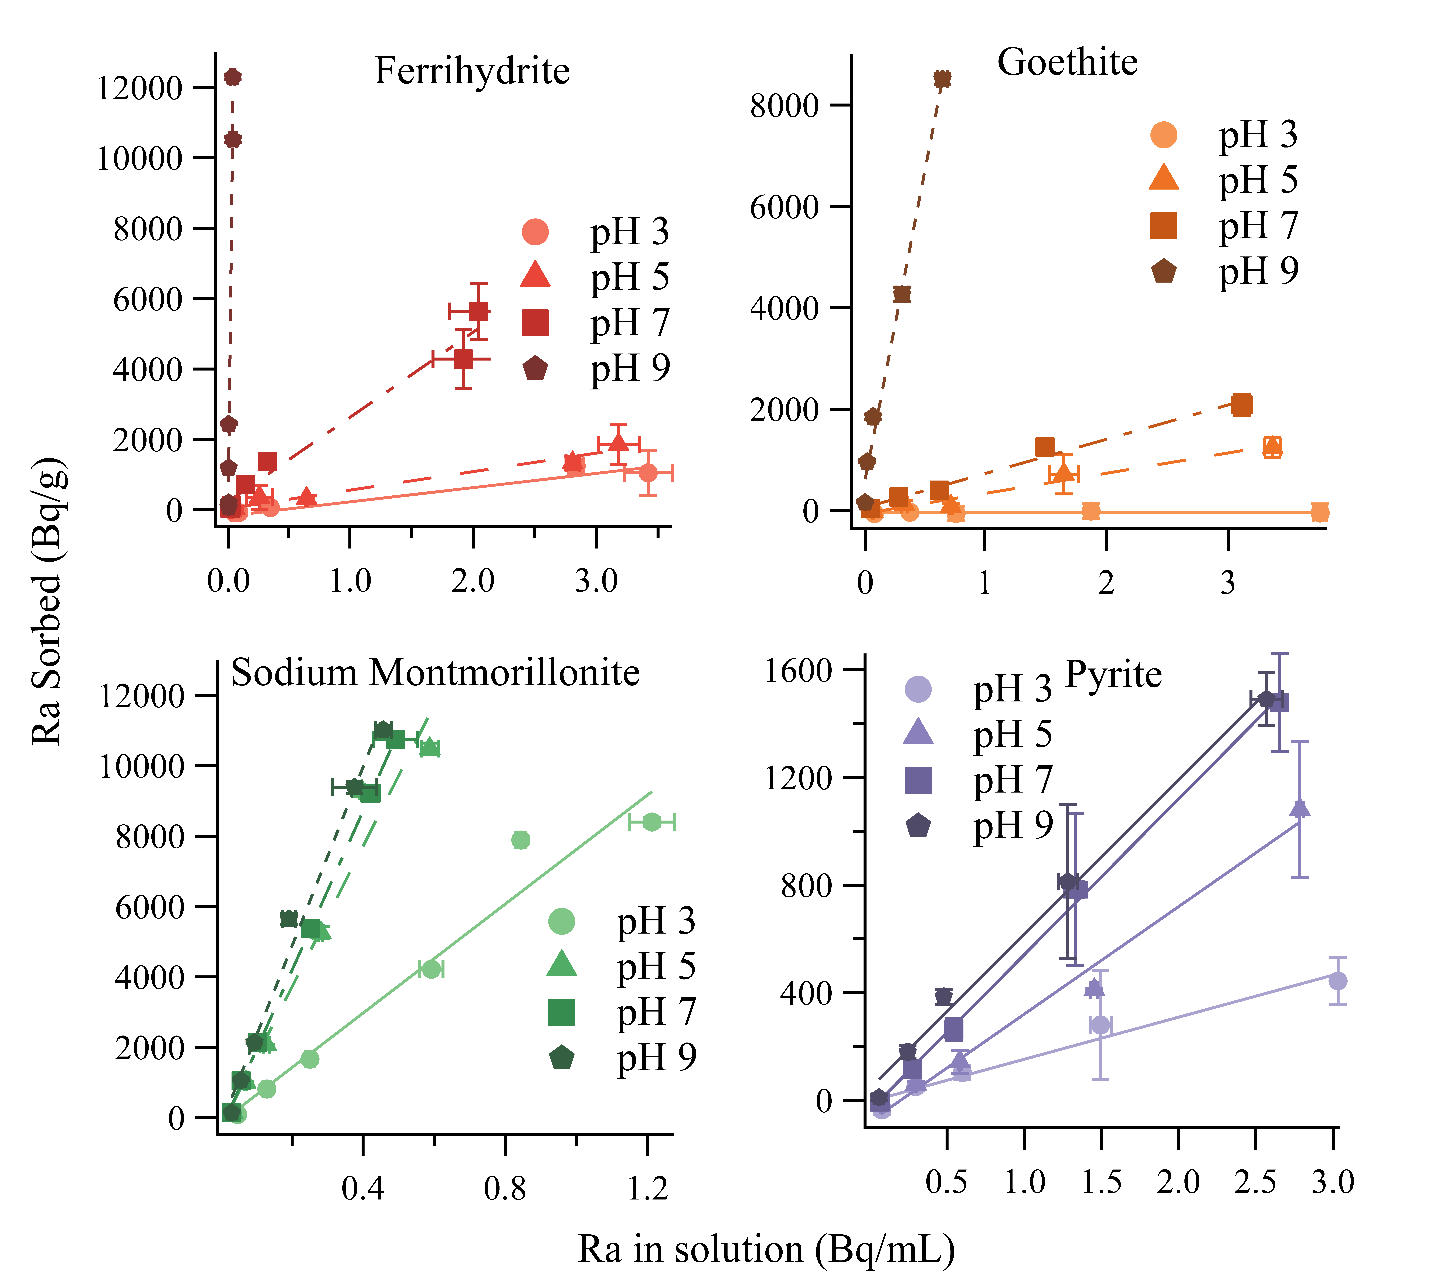 Ferrihydrite
12000
10000
8000
6000
4000
2000
0
pH 3
pH 5
pH 7
pH 9
0.0 1.0 2.0 3.0
Goethite
8000
6000
4000
2000
0
pH 3
pH 5
pH 7
pH 9
0 1 2 3
Ra Sorbed (Bq/g)
Sodium Montmorillonite
12000
10000
8000
6000
4000
2000
0
pH 3
pH 5
pH 7
pH 9
0.4 0.8 1.2
Pyrite
1600
1200
800
400
0
pH 3
pH 5
pH 7
pH 9
0.5 1.0 1.5 2.0 2.5 3.0
Ra in solution (Bq/mL)